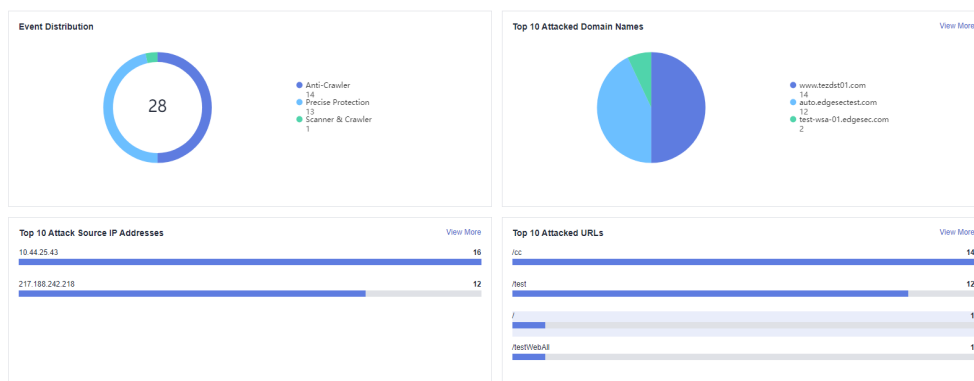 Event Distribution
28
Anti-Crawler
14
Precise Protection
13
Scanner & Crawler
1
Top 10 Attacked Domain Names
View More
www.tezdst01.com
14
auto.edgesectest.com
12
test-wsa-01.edgesec.com
2
Top 10 Attack Source IP Addresses
View More
10.44.25.43
16
217.188.242.218
12
Top 10 Attacked URLs
View More
/cc
14
/test
12
/
1
/testWebAll
1